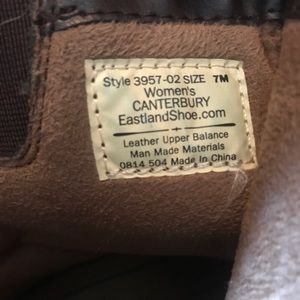 Style 3957-02 SIZE 7M
Women's
CANTERBURY
EastlandShoe.com
Leather Upper Balance
Man Made Materials
0814 504 Made In China